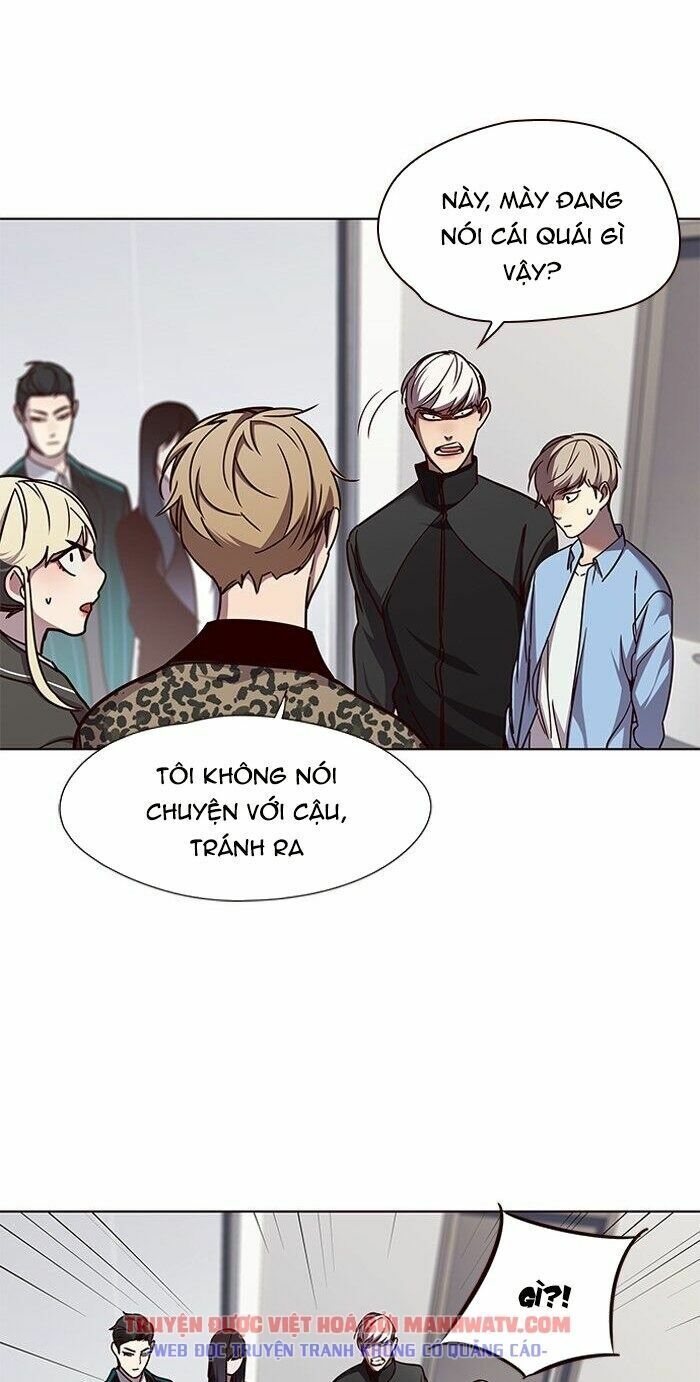 NÀY, MÀY ĐANG
NÓI CÁI QUÁI GÌ
VẬY?
TÔI KHÔNG NÓI
CHUYỆN VỚI CẬU,
TRÁNH RA
GÌ?!
TRUYỆN ĐƯỢC VIỆT HOÁ BỞI MANHWATV.COM
-WEB ĐỌC TRUYỆN TRANH KHÔNG CÓ QUẢNG CÁO-